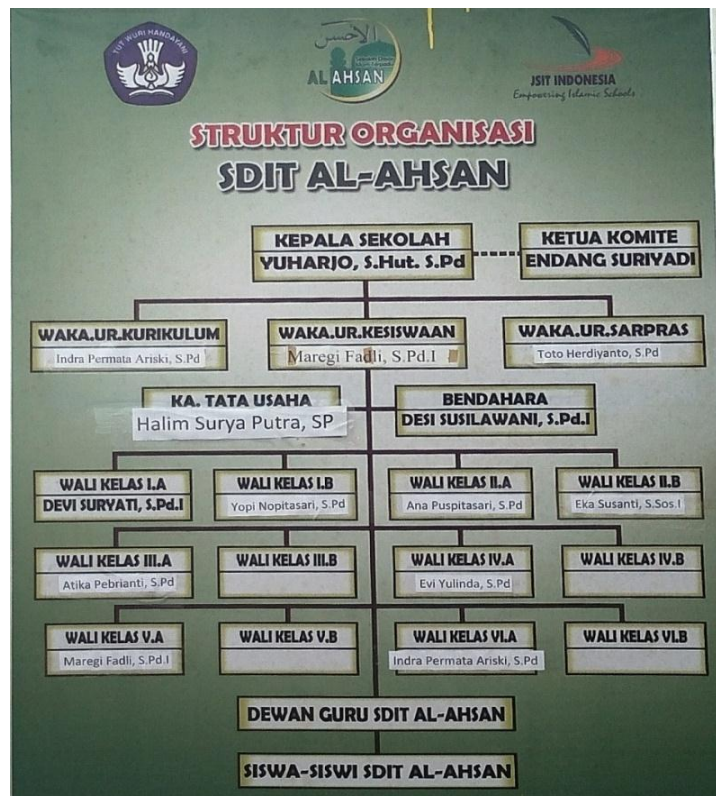 TUT WURI HANDAYANI
الأحسن
AL AHSAN
JSIT INDONESIA
Empowering Islamic Schools
STRUKTUR ORGANISASI
SDIT AL-AHSAN
KEPALA SEKOLAH
YUHARJO, S.Hut. S.Pd
KETUA KOMITE
ENDANG SURIYADI
WAKA.UR.KURIKULUM
Indra Permata Ariski, S.Pd
WAKA.UR.KESISWAAN
Maregi Fadli, S.Pd.I
WAKA.UR.SARPRAS
Toto Herdiyanto, S.Pd
KA. TATA USAHA
Halim Surya Putra, SP
BENDAHARA
DESI SUSILAWANI, S.Pd.I
WALI KELAS I.A
DEVI SURYATI, S.Pd.I
WALI KELAS I.B
Yopi Nopitasari, S.Pd
WALI KELAS II.A
Ana Puspitasari, S.Pd
WALI KELAS II.B
Eka Susanti, S.Sos.I
WALI KELAS III.A
Atika Pebrianti, S.Pd
WALI KELAS III.B
WALI KELAS IV.A
Evi Yulinda, S.Pd
WALI KELAS IV.B
WALI KELAS V.A
Maregi Fadli, S.Pd.I
WALI KELAS V.B
WALI KELAS VI.A
Indra Permata Ariski, S.Pd
WALI KELAS VI.B
DEWAN GURU SDIT AL-AHSAN
SISWA-SISWI SDIT AL-AHSAN